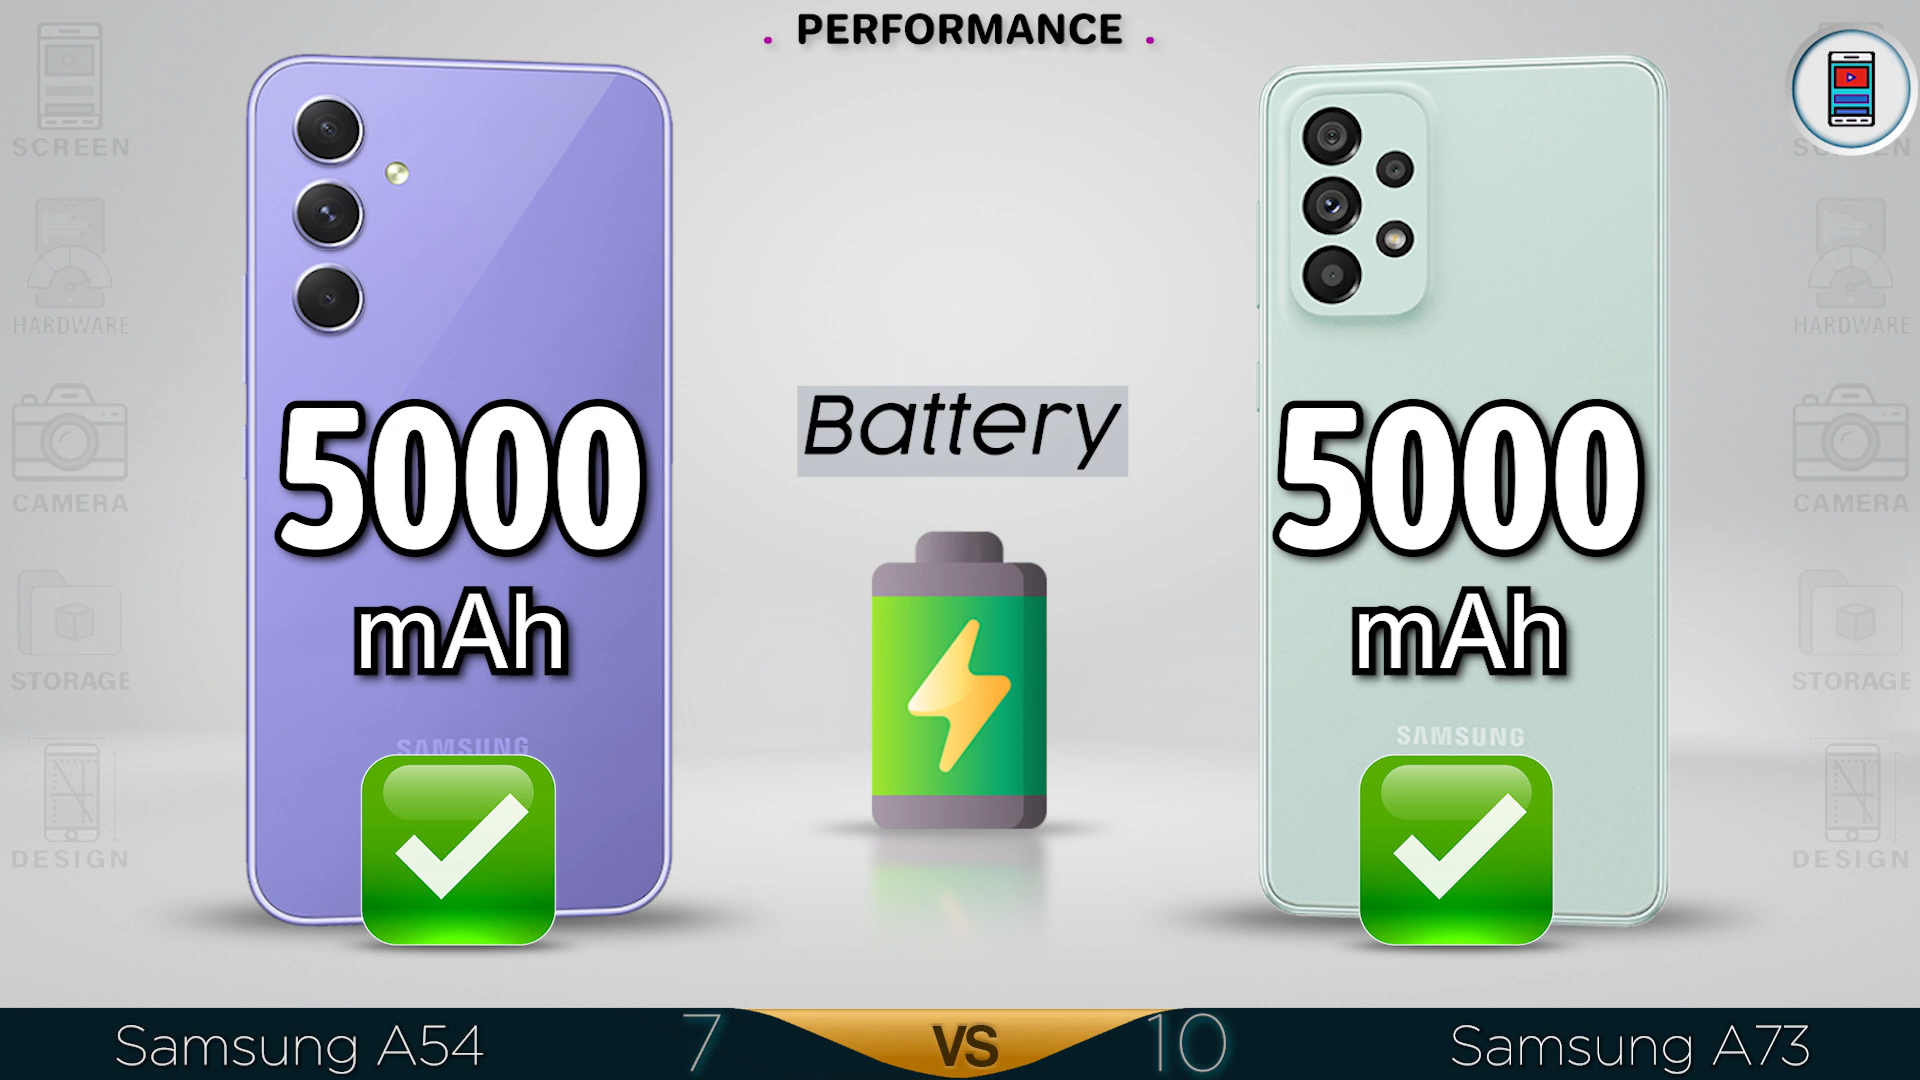 . PERFORMANCE .
SCREEN
SCREEN
HARDWARE
HARDWARE
Battery
5000
mAh
5000
mAh
CAMERA
CAMERA
STORAGE
STORAGE
SAMSUNG
SAMSUNG
DESIGN
DESIGN
Samsung A54 7 VS 10 Samsung A73